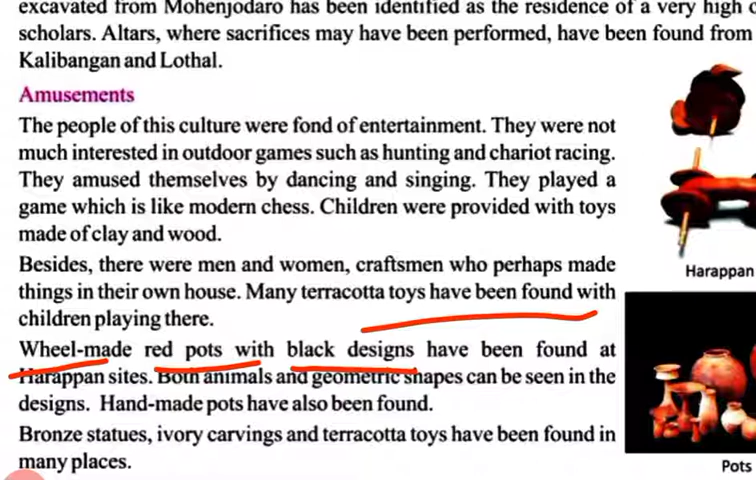 excavated from Mohenjodaro has been identified as the residence of a very high
scholars. Altars, where sacrifices may have been performed, have been found from
Kalibangan and Lothal.
Amusements
The people of this culture were fond of entertainment. They were not
much interested in outdoor games such as hunting and chariot racing.
They amused themselves by dancing and singing. They played a
game which is like modern chess. Children were provided with toys
made of clay and wood.
Besides, there were men and women, craftsmen who perhaps made
things in their own house. Many terracotta toys have been found with
children playing there.
Wheel-made red pots with black designs have been found at
Harappan sites. Both animals and geometric shapes can be seen in the
designs. Hand-made pots have also been found.
Bronze statues, ivory carvings and terracotta toys have been found in
many places.
Harappan
Pots